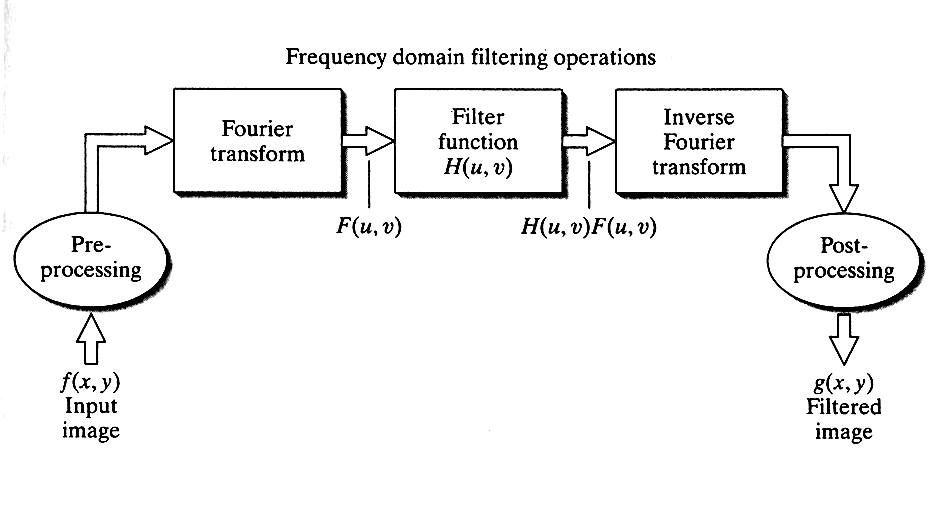 Frequency domain filtering operations
Fourier
transform
Filter
function
H(u, v)
Inverse
Fourier
transform
F(u, v)
H(u, v)F(u, v)
Pre-
processing
Post-
processing
f(x, y)
Input
image
g(x, y)
Filtered
image